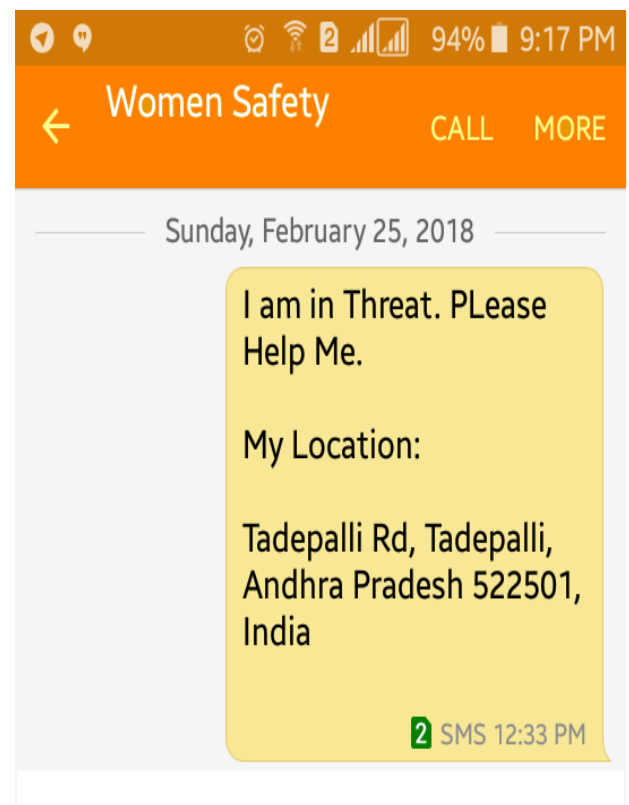 2 94% 9:17 PM
Women Safety
CALL MORE
Sunday, February 25, 2018
I am in Threat. PLease
Help Me.
My Location:
Tadepalli Rd, Tadepalli,
Andhra Pradesh 522501,
India
2 SMS 12:33 PM